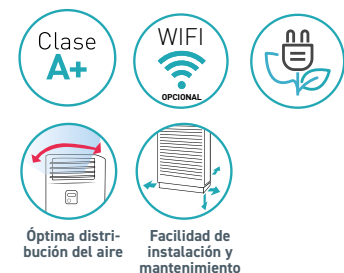 Clase
A+
WIFI
OPCIONAL
Óptima distri-
bución del aire
Facilidad de
instalación y
mantenimiento